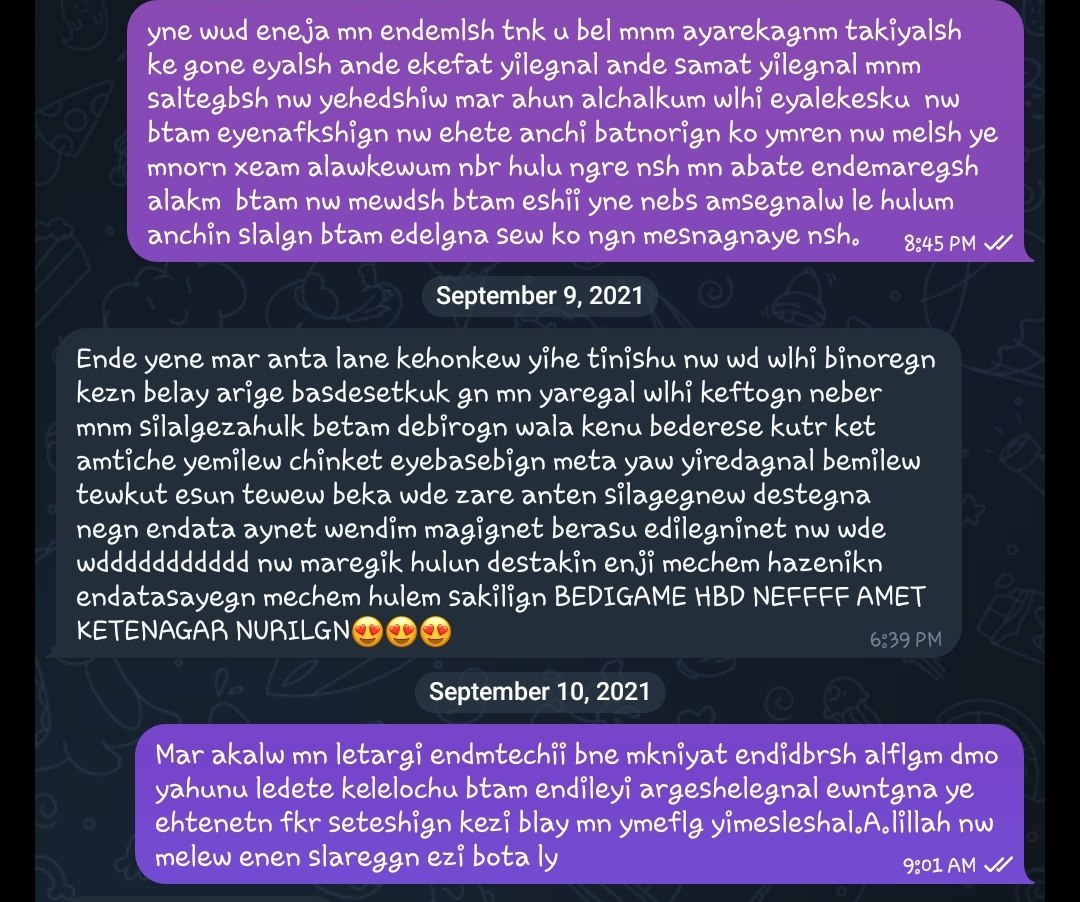 yne wud eneja mn endemlsh tnk u bel mnm ayarekagnm takiyalsh
ke gone eyalsh ande ekefat yilegnal ande samat yilegnal mnm
saltegbsh nw yehedshiw mar ahun alchalkum wlhi eyalekesku nw
btam eyenafkshign nw ehete anchi batnorign ko ymren nw melsh ye
mnorn xeam alawkewum nbr hulu ngre nsh mn abate endemaregsh
alakm btam nw mewdsh btam eshii yne nebs amsegnalw le hulum
anchin slalgn btam edelgna sew ko ngn mesnagnaye nsh.
8:45 PM
September 9, 2021
Ende yene mar anta lane kehonkew yihe tinishu nw wd wlhi binoregn
kezn belay arige basdesetkuk gn mn yaregal wlhi keftogn neber
mnm silalgezahulk betam debirogn wala kenu bederese kutr ket
amtiche yemilew chinket eyebasebign meta yaw yiredagnal bemilew
tewkut esun tewew beka wde zare anten silagegnew destegna
negn endata aynet wendim magignet berasu edilegninet nw wde
wddddddddddd nw maregik hulun destakin enji mechem hazenikn
endatasayegn mechem hulem sakilign BEDIGAME HBD NEFFFF AMET
KETENAGAR NURILGN😍😍😍
6:39 PM
September 10, 2021
Mar akalw mn letargi endmtechii bne mkniyat endidbrsh alflgm dmo
yahunu ledete kelelochu btam endileyi argeshelegnal ewntgna ye
ehtenetn fkr seteshign kezi blay mn ymeflg yimesleshal.A.lillah nw
melew enen slareggn ezi bota ly
9:01 AM